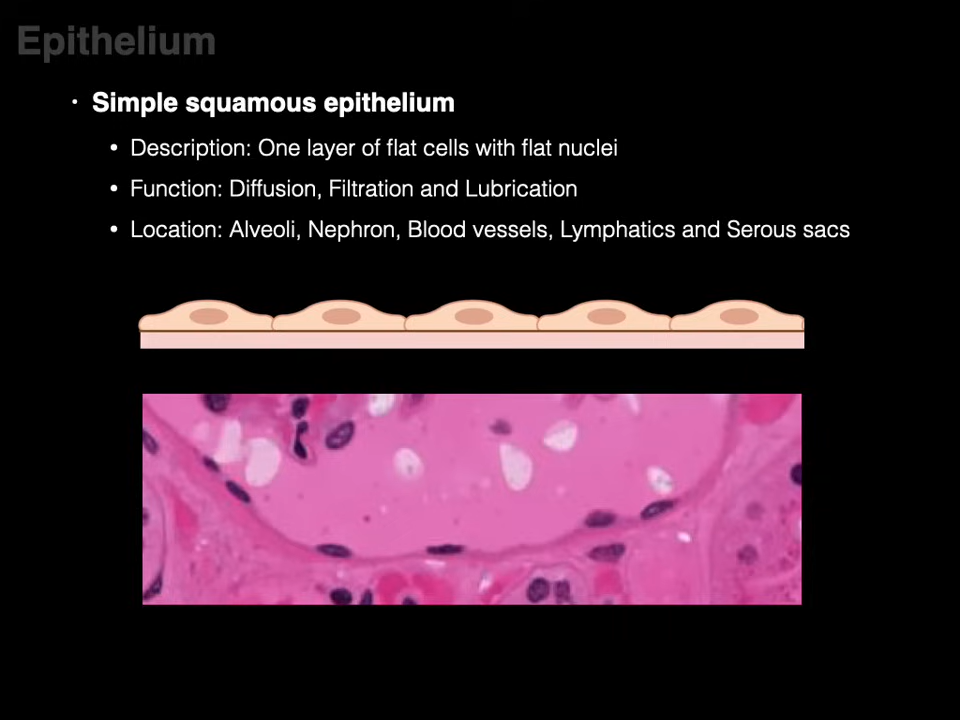 Epithelium
• Simple squamous epithelium
• Description: One layer of flat cells with flat nuclei
• Function: Diffusion, Filtration and Lubrication
• Location: Alveoli, Nephron, Blood vessels, Lymphatics and Serous sacs